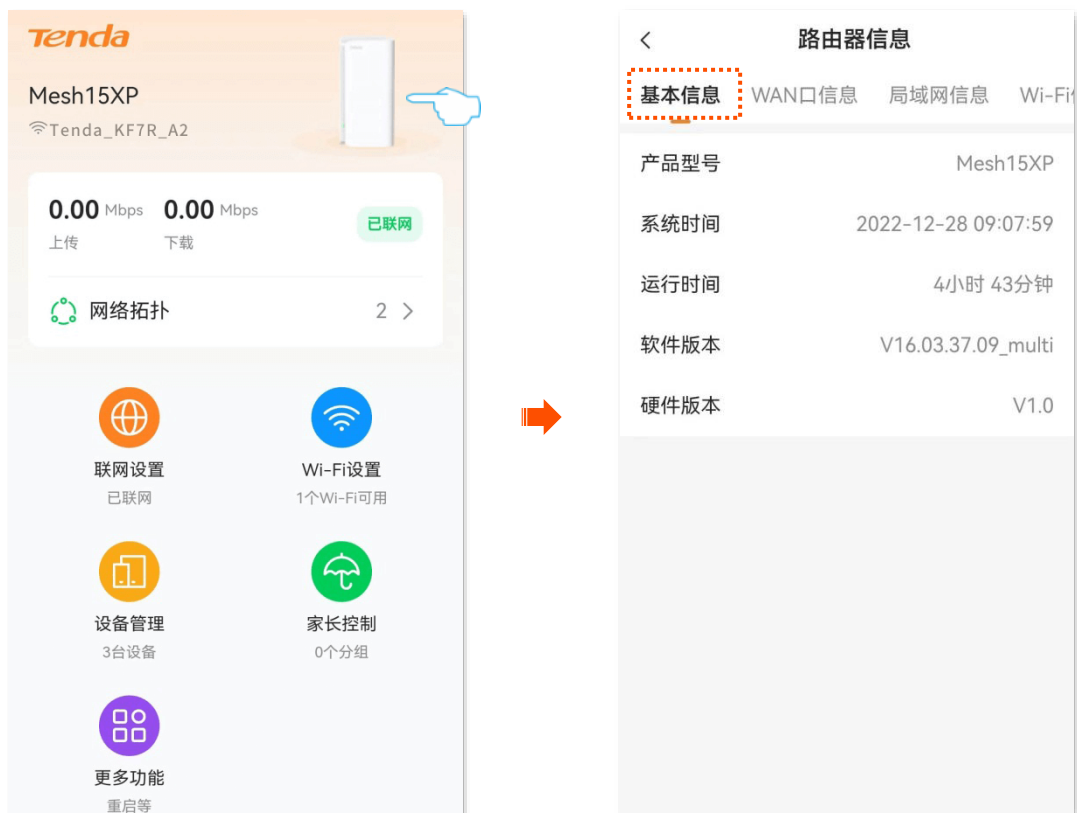 Tenda
Mesh15XP
Tenda_KF7R_A2
0.00 Mbps 0.00 Mbps
上传 下载
已联网
网络拓扑 2
联网设置 Wi-Fi设置
已联网 1个Wi-Fi可用
设备管理 家长控制
3台设备 0个分组
更多功能
重启等
路由器信息
基本信息 WAN口信息 局域网信息 Wi-Fi
产品型号 Mesh15XP
系统时间 2022-12-28 09:07:59
运行时间 4小时 43分钟
软件版本 V16.03.37.09_multi
硬件版本 V1.0